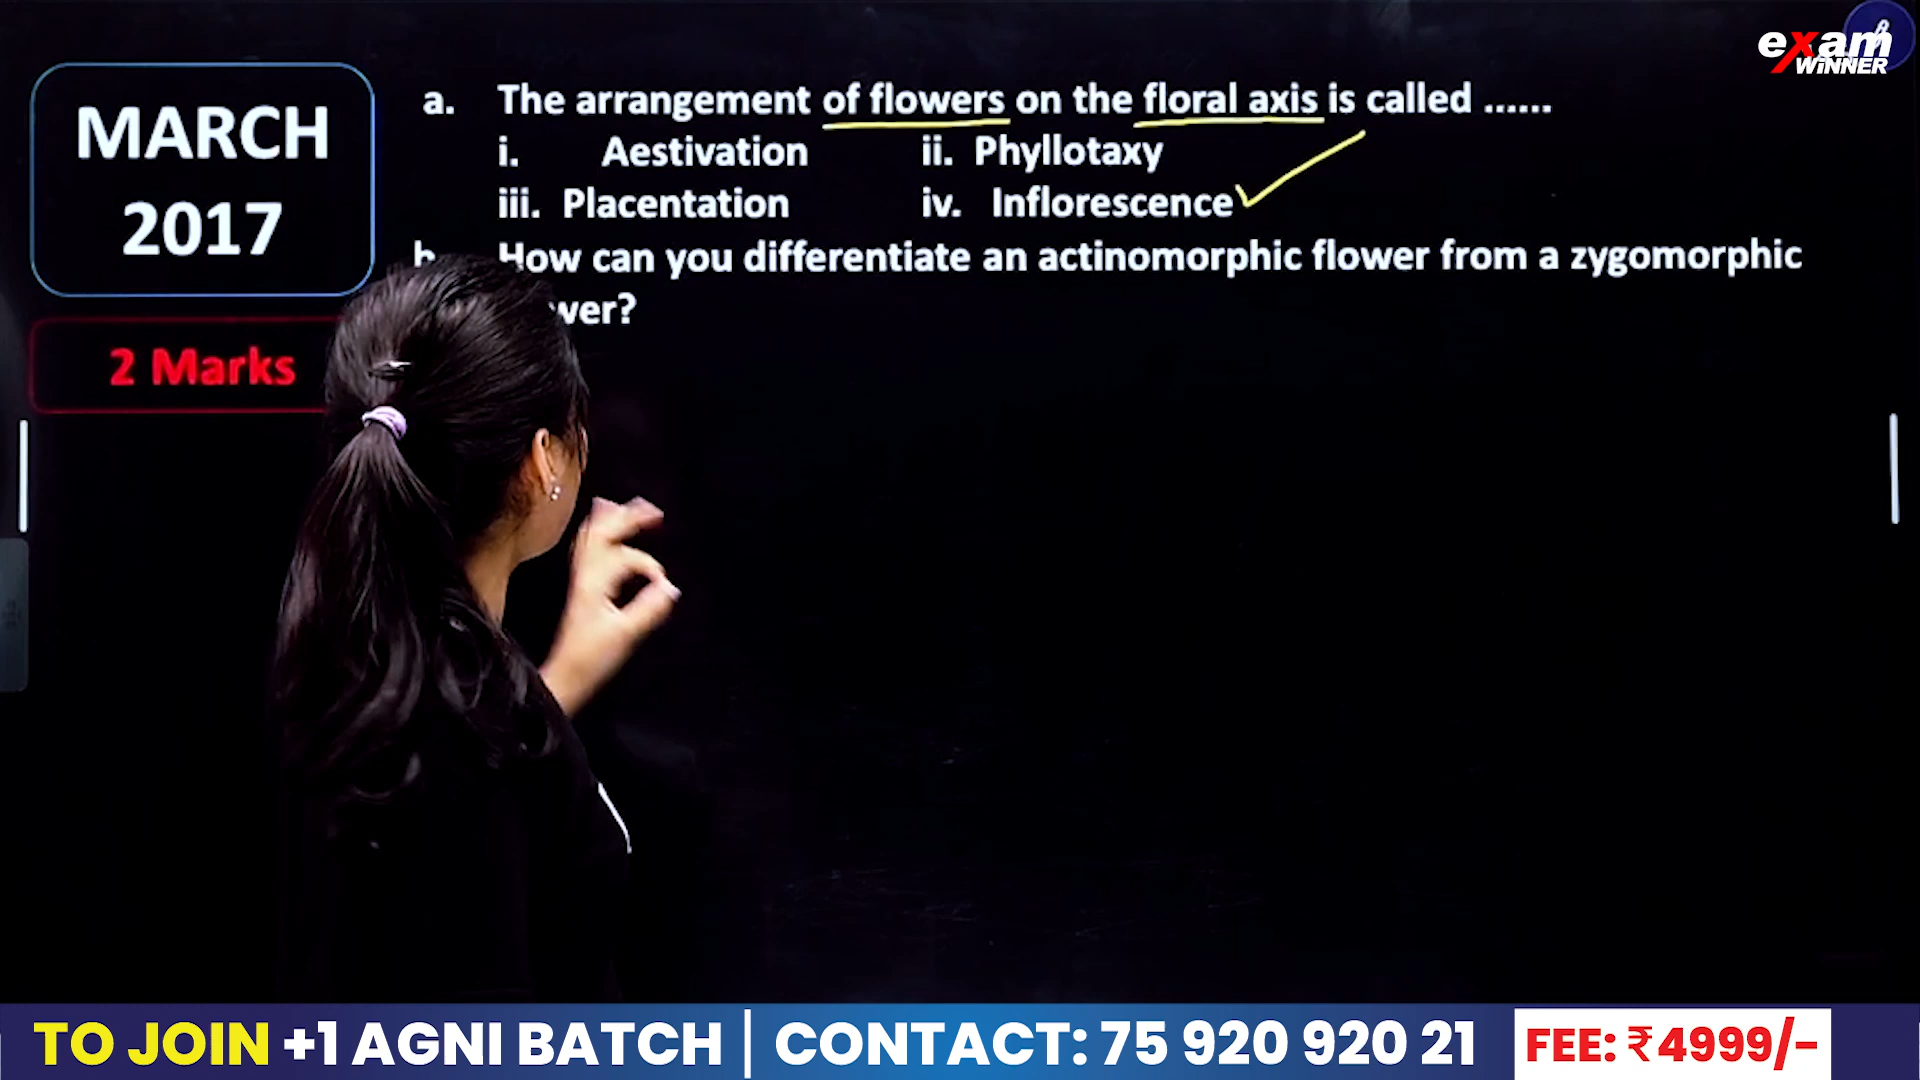 exam
WINNER
MARCH
2017
2 Marks
a. The arrangement of flowers on the floral axis is called ......
i. Aestivation ii. Phyllotaxy
iii. Placentation iv. Inflorescence
How can you differentiate an actinomorphic flower from a zygomorphic
TO JOIN +1 AGNI BATCH | CONTACT: 75 920 920 21 FEE: ₹4999/-